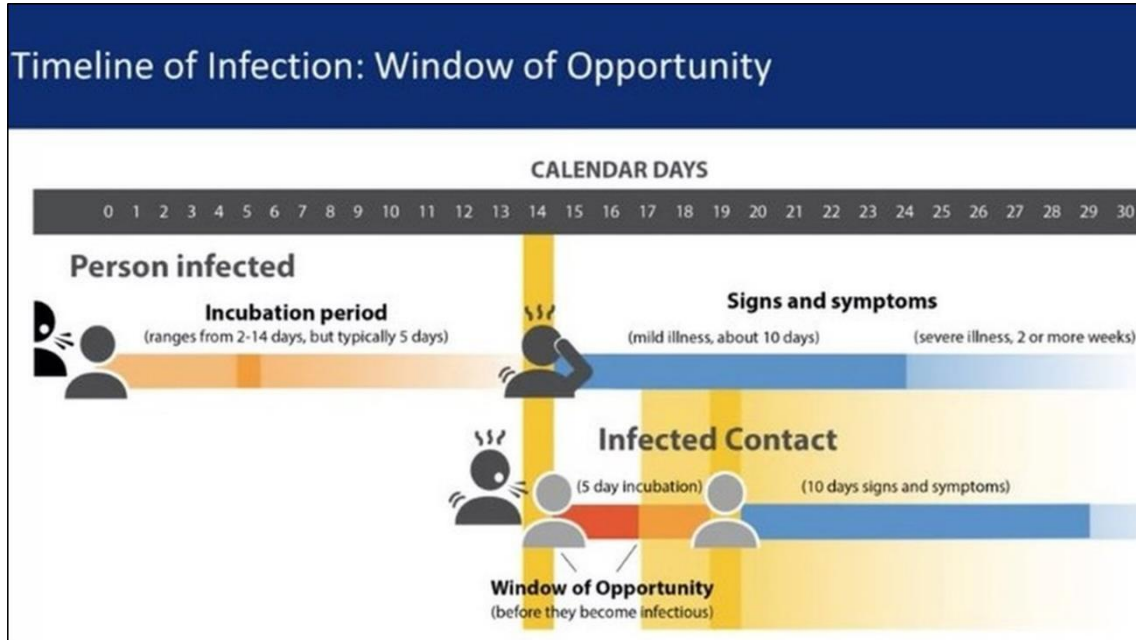 Timeline of Infection: Window of Opportunity
CALENDAR DAYS
0 1 2 3 4 5 6 7 8 9 10 11 12 13 14 15 16 17 18 19 20 21 22 23 24 25 26 27 28 29 30
Person infected
Incubation period
(ranges from 2-14 days, but typically 5 days)
Signs and symptoms
(mild illness, about 10 days)
(severe illness, 2 or more weeks)
Infected Contact
(5 day incubation)
(10 days signs and symptoms)
Window of Opportunity
(before they become infectious)